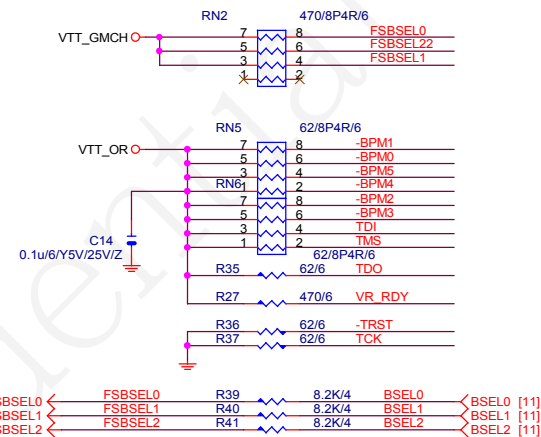 RN2 470/8P4R/6
VTT_GMCH 7 8 FSBSEL0
5 6 FSBSEL22
3 4 FSBSEL1
1 2
RN5 62/8P4R/6
VTT_OR 7 8 -BPM1
5 6 -BPM0
3 4 -BPM5
RN6 1 2 -BPM4
7 8 -BPM2
5 6 -BPM3
3 4 TDI
1 2 TMS
C14 62/8P4R/6
0.1u/6/Y5V/25V/Z
R35 62/6 TDO
R27 470/6 VR_RDY
R36 62/6 -TRST
R37 62/6 TCK
SBSEL0 FSBSEL0 R39 8.2K/4 BSEL0 BSEL0 [11]
SBSEL1 FSBSEL1 R40 8.2K/4 BSEL1 BSEL1 [11]
SBSEL2 FSBSEL2 R41 8.2K/4 BSEL2 BSEL2 [11]